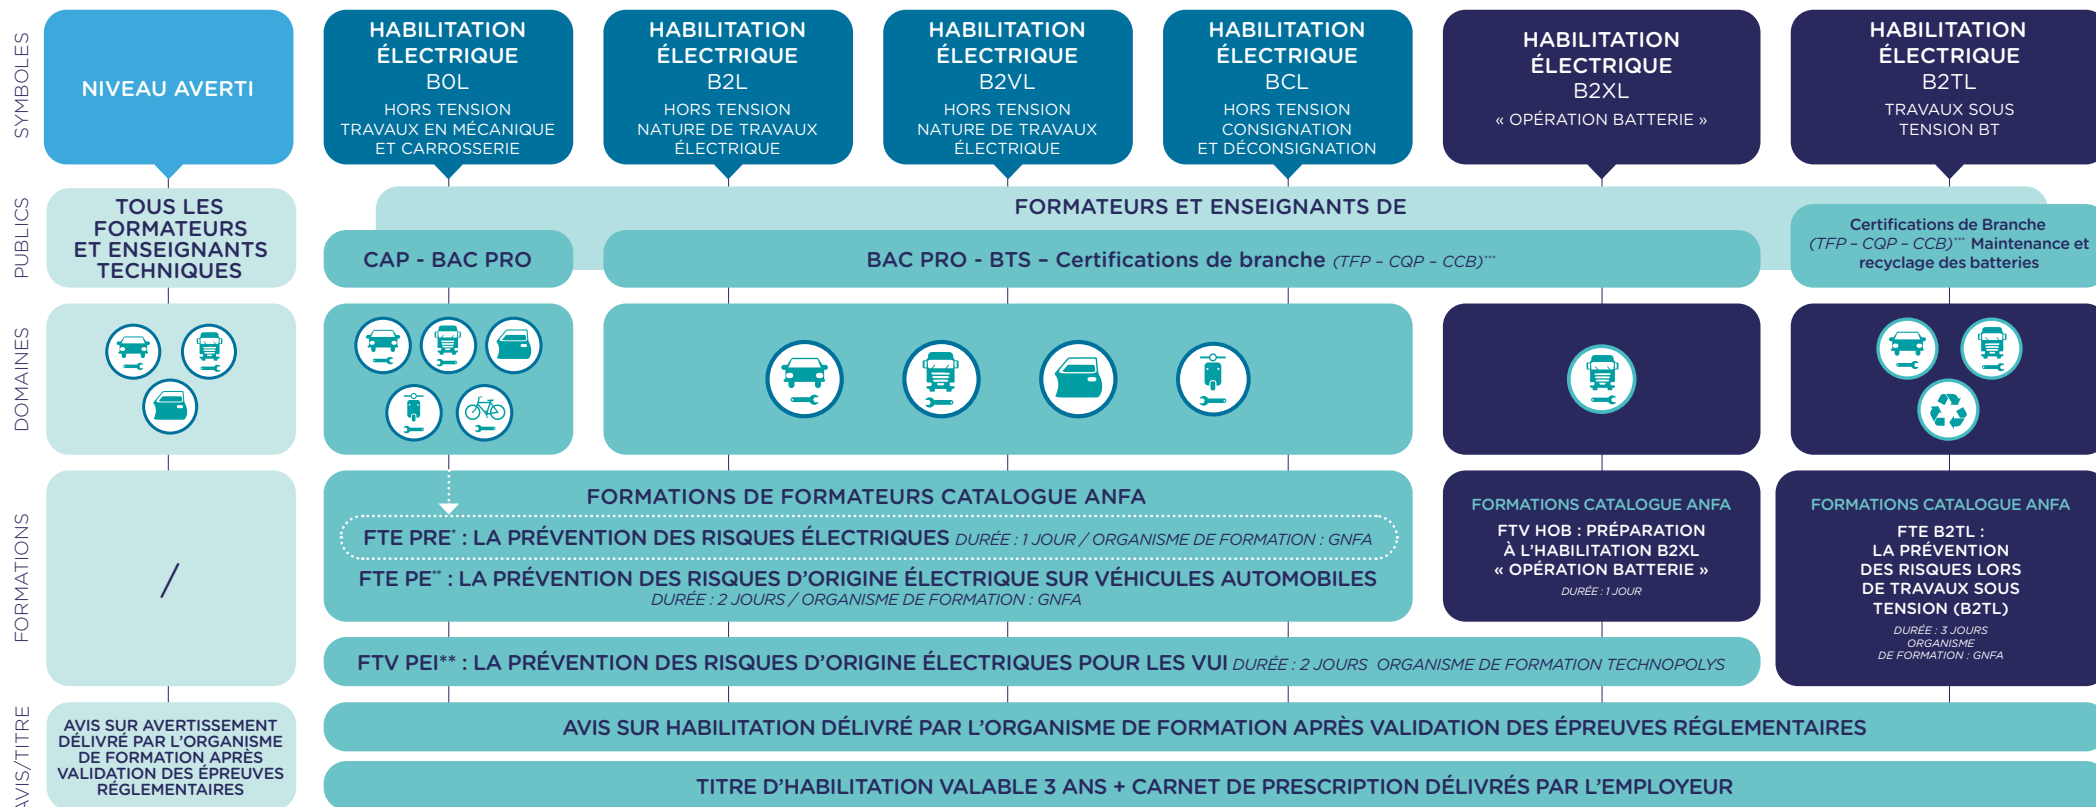 SYMBOLES
NIVEAU AVERTI
HABILITATION
ÉLECTRIQUE
B0L
HORS TENSION
TRAVAUX EN MÉCANIQUE
ET CARROSSERIE
HABILITATION
ÉLECTRIQUE
B2L
HORS TENSION
NATURE DE TRAVAUX
ÉLECTRIQUE
HABILITATION
ÉLECTRIQUE
B2VL
HORS TENSION
NATURE DE TRAVAUX
ÉLECTRIQUE
HABILITATION
ÉLECTRIQUE
BCL
HORS TENSION
CONSIGNATION
ET DÉCONSIGNATION
HABILITATION
ÉLECTRIQUE
B2XL
« OPÉRATION BATTERIE »
HABILITATION
ÉLECTRIQUE
B2TL
TRAVAUX SOUS
TENSION BT
PUBLICS
TOUS LES
FORMATEURS
ET ENSEIGNANTS
TECHNIQUES
FORMATEURS ET ENSEIGNANTS DE
CAP - BAC PRO
BAC PRO - BTS – Certifications de branche (TFP – CQP – CCB)***
Certifications de Branche
(TFP – CQP – CCB)*** Maintenance et
recyclage des batteries
DOMAINES
FORMATIONS
/
FORMATIONS DE FORMATEURS CATALOGUE ANFA
FTE PRE* : LA PRÉVENTION DES RISQUES ÉLECTRIQUES DURÉE : 1 JOUR / ORGANISME DE FORMATION : GNFA
FTE PE** : LA PRÉVENTION DES RISQUES D'ORIGINE ÉLECTRIQUE SUR VÉHICULES AUTOMOBILES
DURÉE : 2 JOURS / ORGANISME DE FORMATION : GNFA
FTV PEI** : LA PRÉVENTION DES RISQUES D'ORIGINE ÉLECTRIQUES POUR LES VUI DURÉE : 2 JOURS ORGANISME DE FORMATION TECHNOPOLYS
FORMATIONS CATALOGUE ANFA
FTV HOB : PRÉPARATION
À L'HABILITATION B2XL
« OPÉRATION BATTERIE »
DURÉE : 1 JOUR
FORMATIONS CATALOGUE ANFA
FTE B2TL :
LA PRÉVENTION
DES RISQUES LORS
DE TRAVAUX SOUS
TENSION (B2TL)
DURÉE : 3 JOURS
ORGANISME
DE FORMATION : GNFA
AVIS/TITRE
AVIS SUR AVERTISSEMENT
DÉLIVRÉ PAR L'ORGANISME
DE FORMATION APRÈS
VALIDATION DES ÉPREUVES
RÉGLEMENTAIRES
AVIS SUR HABILITATION DÉLIVRÉ PAR L'ORGANISME DE FORMATION APRÈS VALIDATION DES ÉPREUVES RÉGLEMENTAIRES
TITRE D'HABILITATION VALABLE 3 ANS + CARNET DE PRESCRIPTION DÉLIVRÉS PAR L'EMPLOYEUR